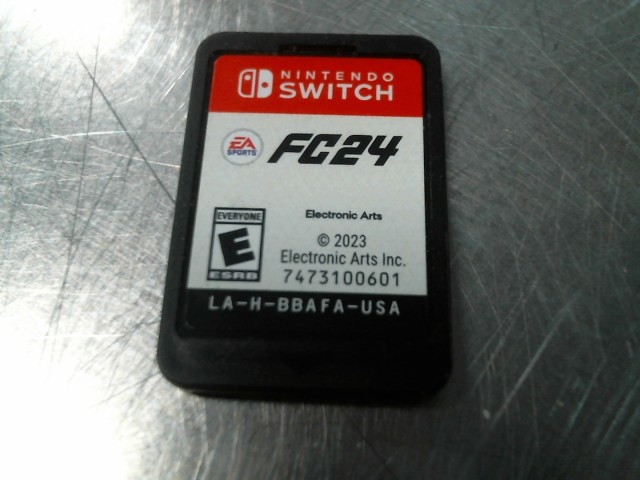 NINTENDO
SWITCH
EA
SPORTS
FC24
Electronic Arts
EVERYONE
E
ESRB
© 2023
Electronic Arts Inc.
7473100601
LA-H-BBAFA-USA